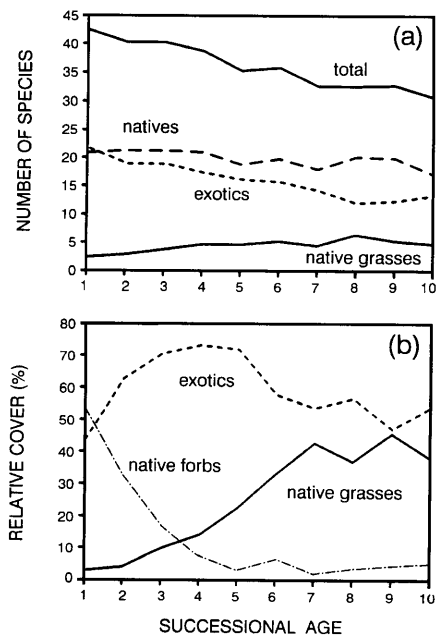 (a)
NUMBER OF SPECIES
45
40
35
30
25
20
15
10
5
0
total
natives
exotics
native grasses
1 2 3 4 5 6 7 8 9 10
(b)
RELATIVE COVER (%)
80
70
60
50
40
30
20
10
0
exotics
native forbs
native grasses
1 2 3 4 5 6 7 8 9 10
SUCCESSIONAL AGE